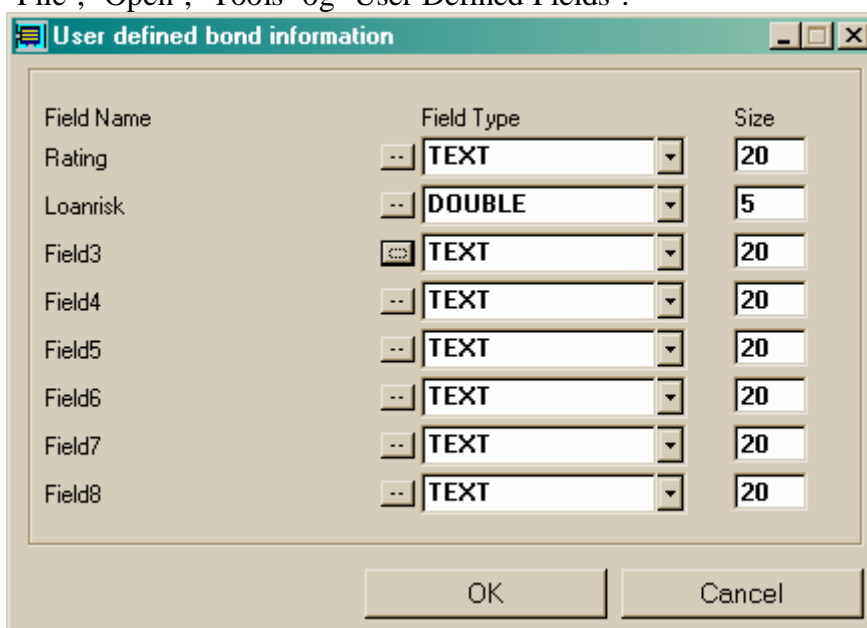 "File", "Open", "Tools" og "User Defined Fields".
User defined bond information
Field Name Field Type Size
Rating -- TEXT 20
Loanrisk -- DOUBLE 5
Field3 TEXT 20
Field4 -- TEXT 20
Field5 -- TEXT 20
Field6 -- TEXT 20
Field7 -- TEXT 20
Field8 -- TEXT 20
OK Cancel